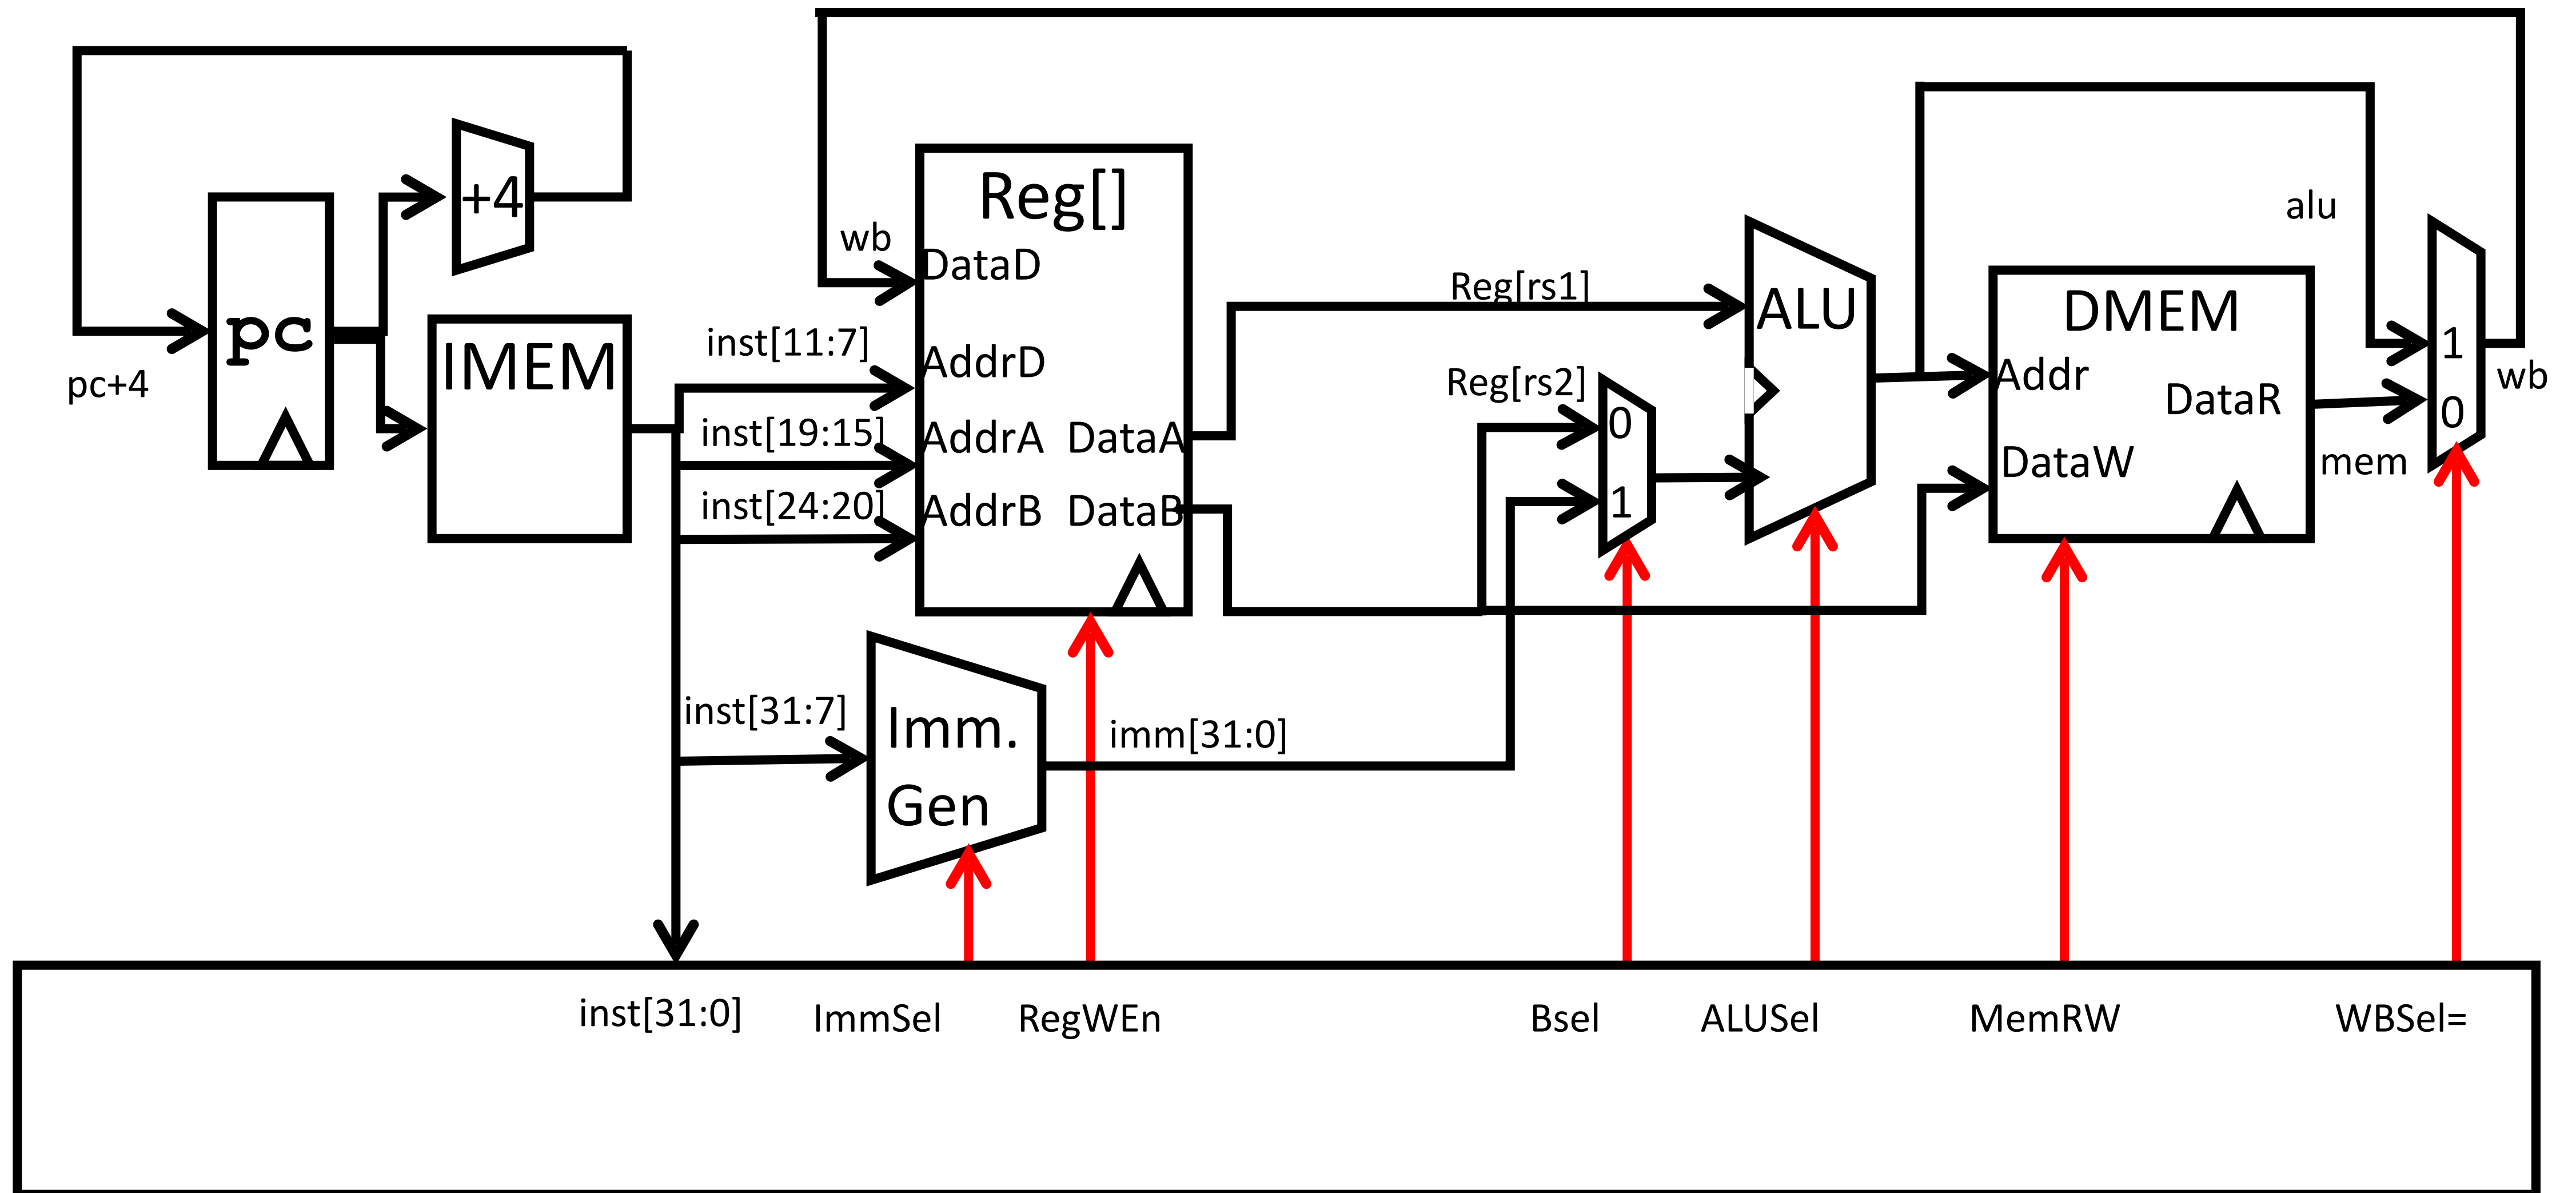 pc+4
pc
+4
IMEM
wb
inst[11:7]
inst[19:15]
inst[24:20]
Reg[]
DataD
AddrD
AddrA DataA
AddrB DataB
inst[31:7]
Imm.
Gen
imm[31:0]
Reg[rs1]
Reg[rs2]
0
1
ALU
alu
DMEM
Addr
DataR
DataW
mem
1
0
wb
inst[31:0]
ImmSel
RegWEn
Bsel
ALUSel
MemRW
WBSel=